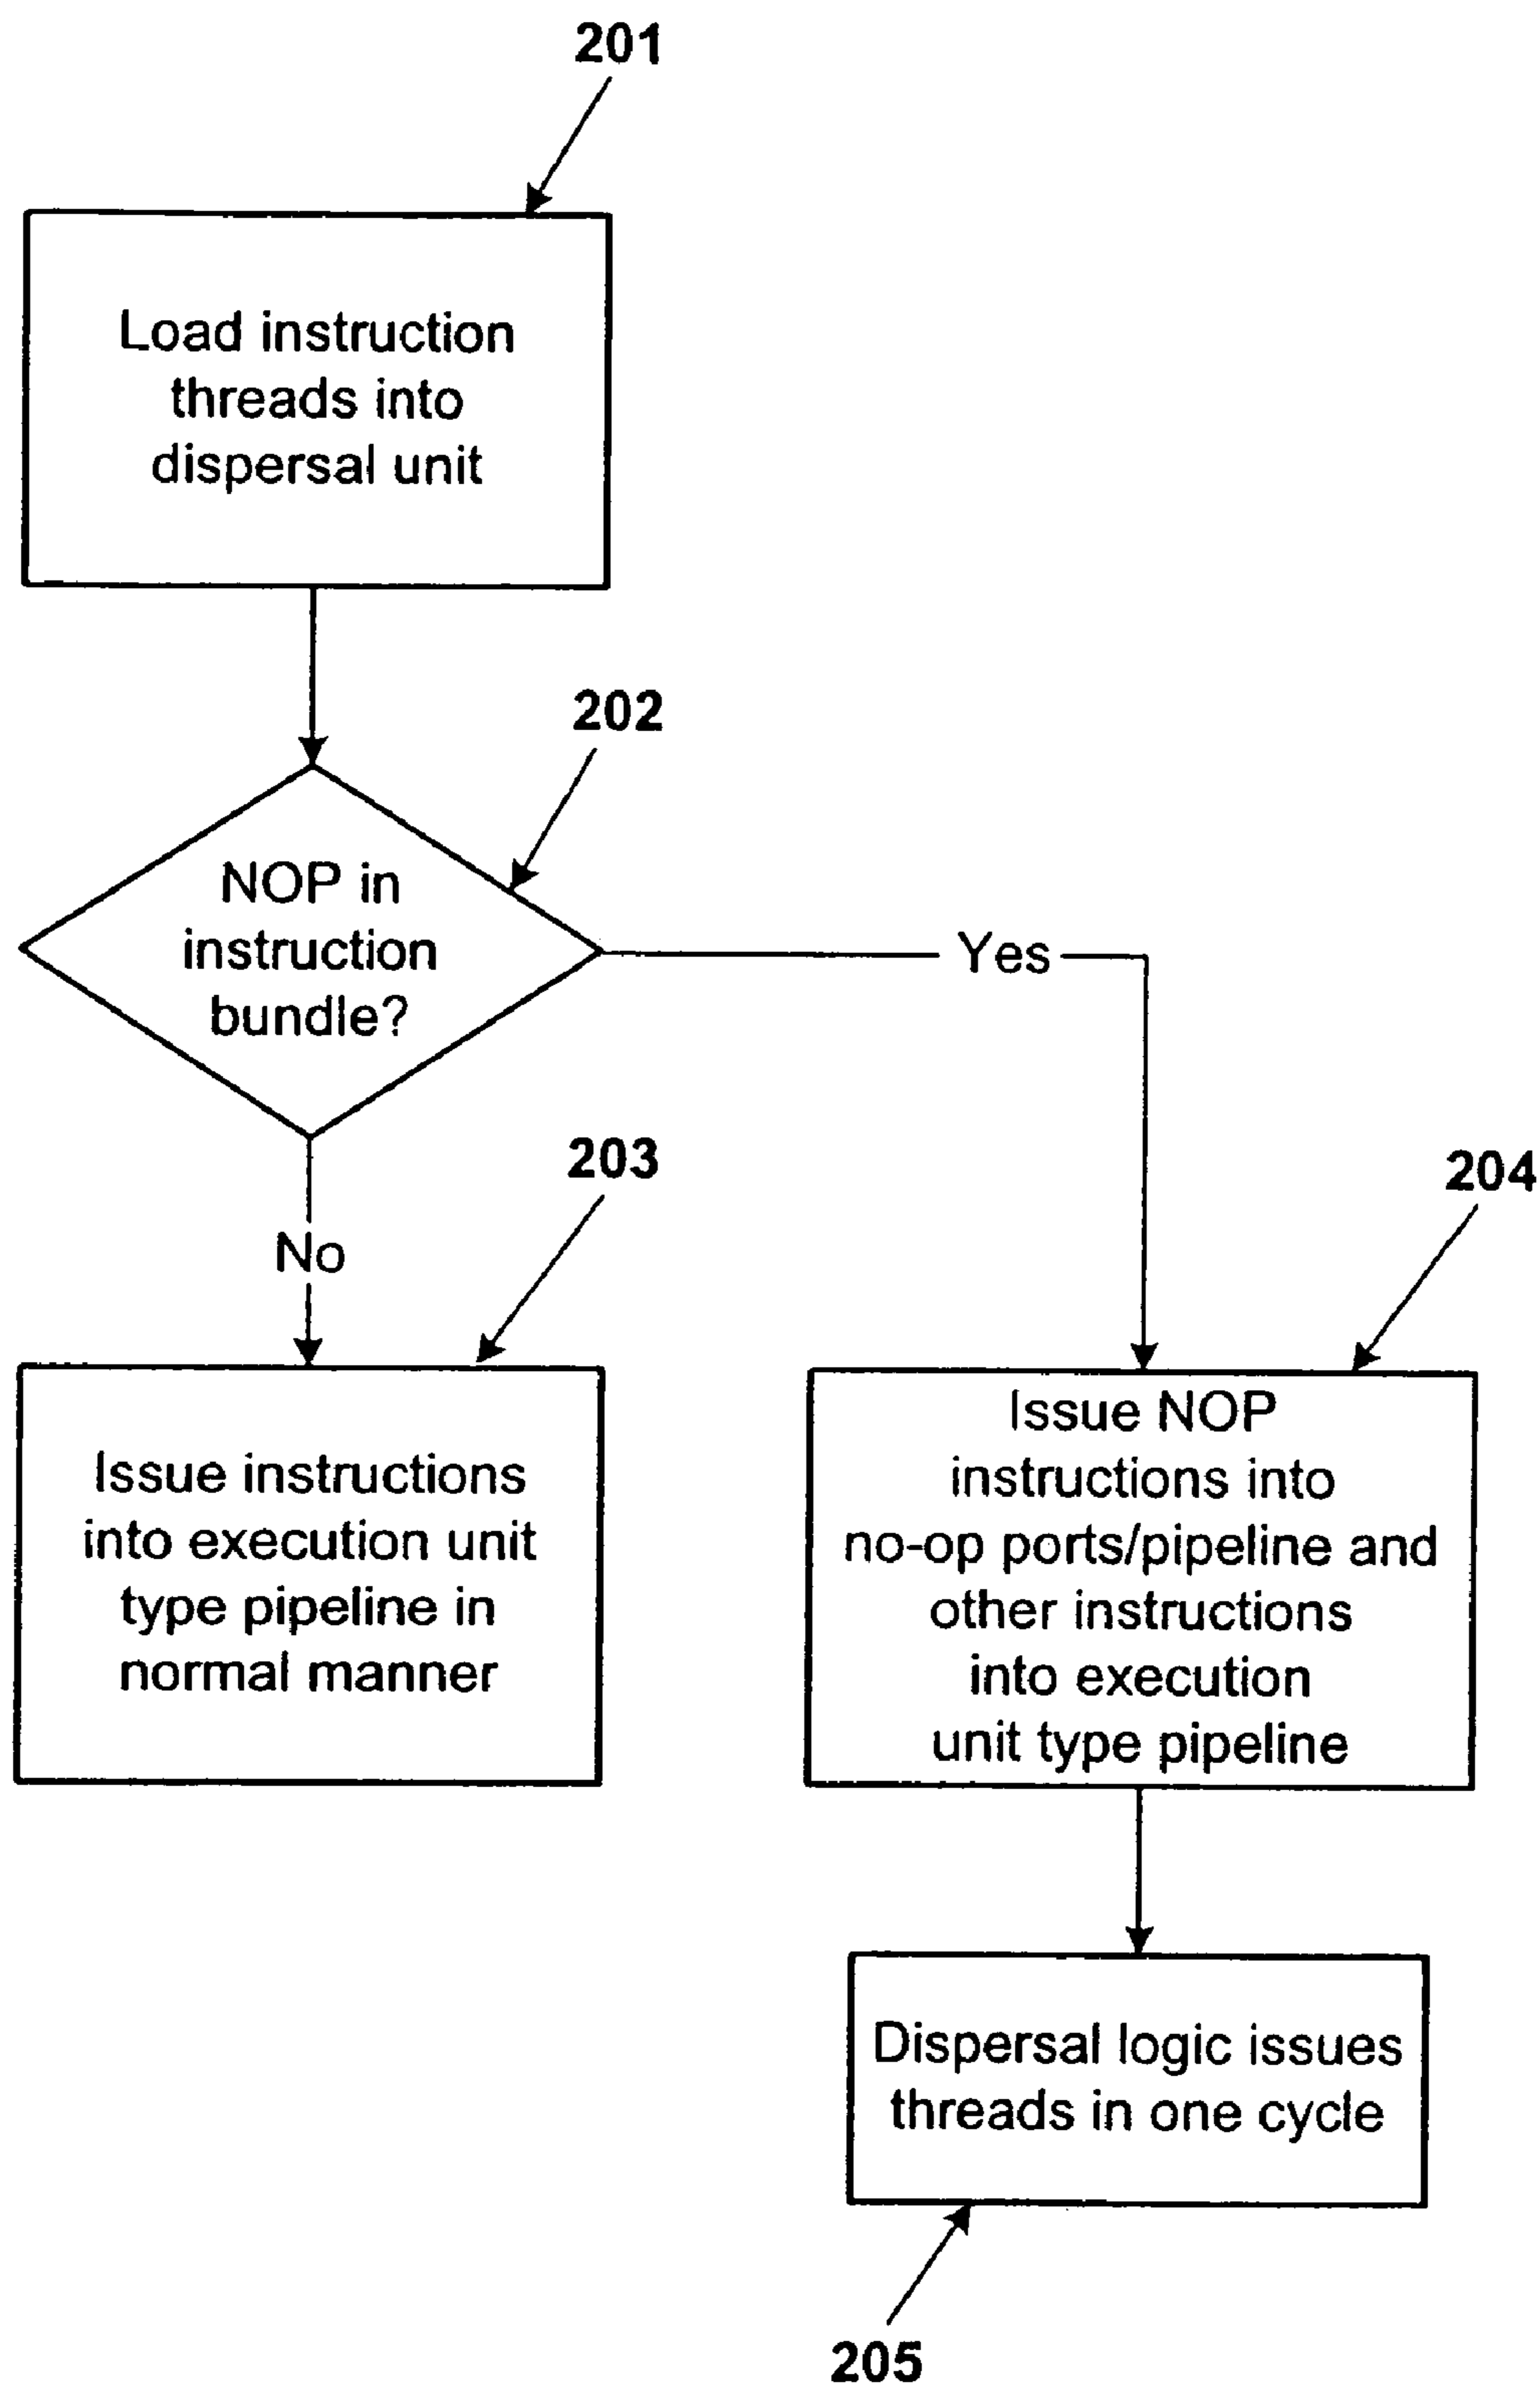 201
Load instruction
threads into
dispersal unit
202
NOP in
instruction
bundle?
Yes
No
203
Issue instructions
into execution unit
type pipeline in
normal manner
204
Issue NOP
instructions into
no-op ports/pipeline and
other instructions
into execution
unit type pipeline
Dispersal logic issues
threads in one cycle
205